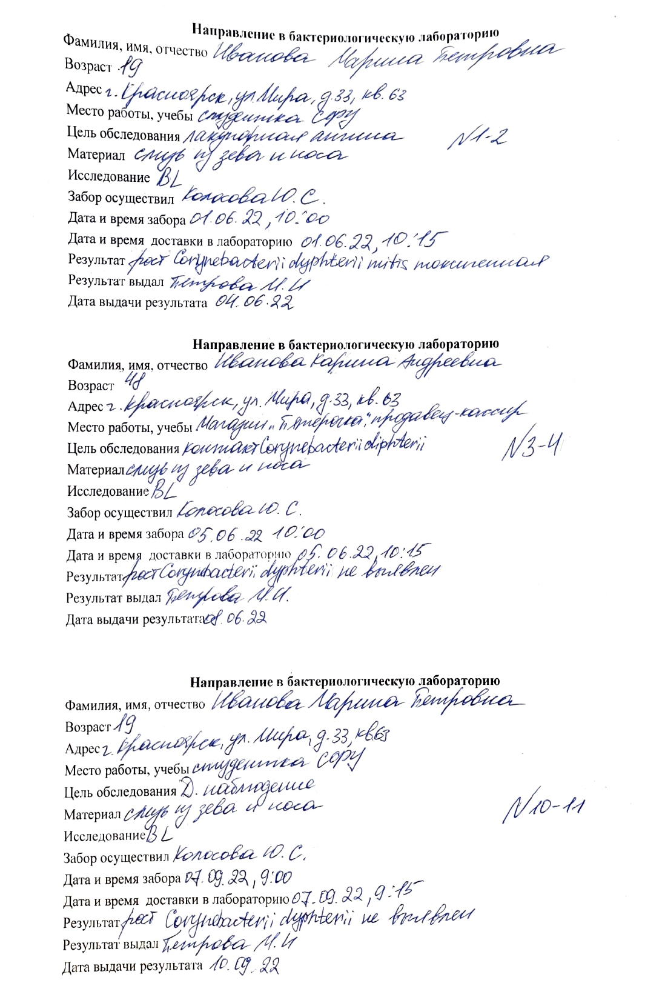 Направление в бактериологическую лабораторию
Фамилия, имя, отчество Иванова Марина Петровна
Возраст 19
Адрес г. Красноярск, ул. Мира, д.33, кв. 63
Место работы, учебы студентка СФУ
Цель обследования лакунарная ангина N1-2
Материал слизь из зева и носа
Исследование BL
Забор осуществил Колосова Ю. С.
Дата и время забора 01.06.22, 10:00
Дата и время доставки в лабораторию 01.06.22, 10:15
Результат рост Corynebacterii dyphterii mitis токсигенная
Результат выдал Петрова И.И
Дата выдачи результата 04.06.22
Направление в бактериологическую лабораторию
Фамилия, имя, отчество Иванова Карина Андреевна
Возраст 48
Адрес г. Красноярск, ул. Мира, д.33, кв. 63
Место работы, учебы Магазин "Пятерочка", продавец-кассир
Цель обследования контакт Corynebacterii diphterii N3-4
Материал слизь из зева и носа
Исследование BL
Забор осуществил Колосова Ю. С.
Дата и время забора 05.06.22 10:00
Дата и время доставки в лабораторию 05.06.22, 10:15
Результат рост Corynebacterii dyphterii не выявлен
Результат выдал Петрова И.И.
Дата выдачи результата 08.06.22
Направление в бактериологическую лабораторию
Фамилия, имя, отчество Иванова Марина Петровна
Возраст 19
Адрес г. Красноярск, ул. Мира, д.33, кв63
Место работы, учебы студентка СФУ
Цель обследования Д. наблюдение
Материал слизь из зева и носа N10-11
Исследование BL
Забор осуществил Колосова Ю. С.
Дата и время забора 07.09.22, 9:00
Дата и время доставки в лабораторию 07.09.22, 9:15
Результат рост Corynebacterii dyphterii не выявлен
Результат выдал Петрова И.И
Дата выдачи результата 10.09.22